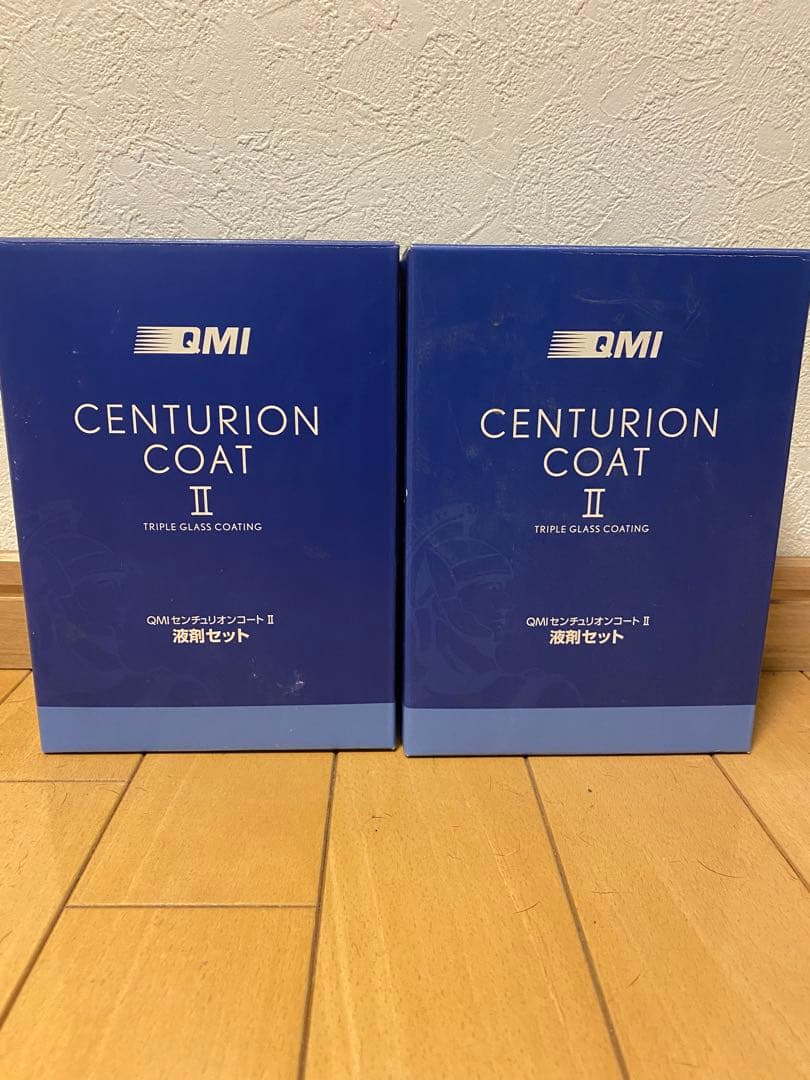 QMI
CENTURION
COAT
II
TRIPLE GLASS COATING
QMIセンチュリオンコートⅡ
液剤セット
QMI
CENTURION
COAT
II
TRIPLE GLASS COATING
QMIセンチュリオンコートⅡ
液剤セット